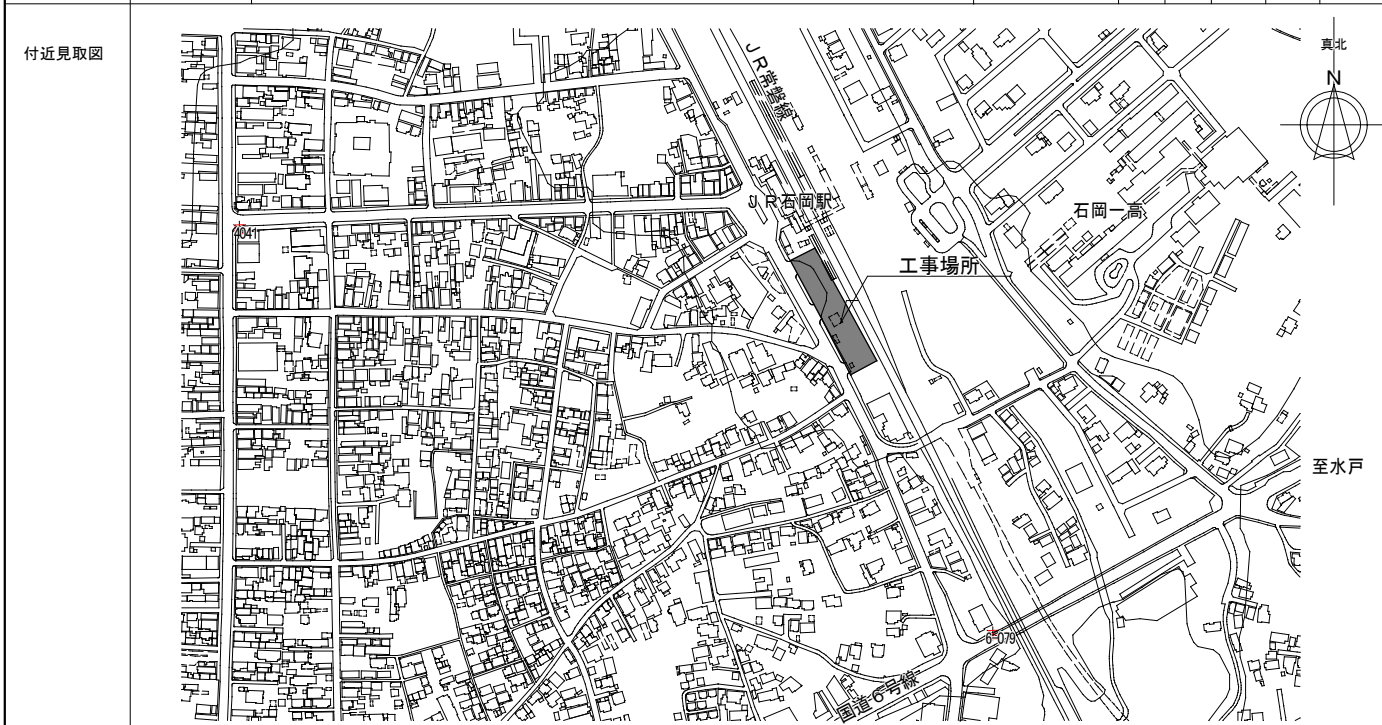 付近見取図
真北
N
JR常磐線
JR石岡駅
石岡一高
4041
工事場所
至水戸
6-079
国道6号線